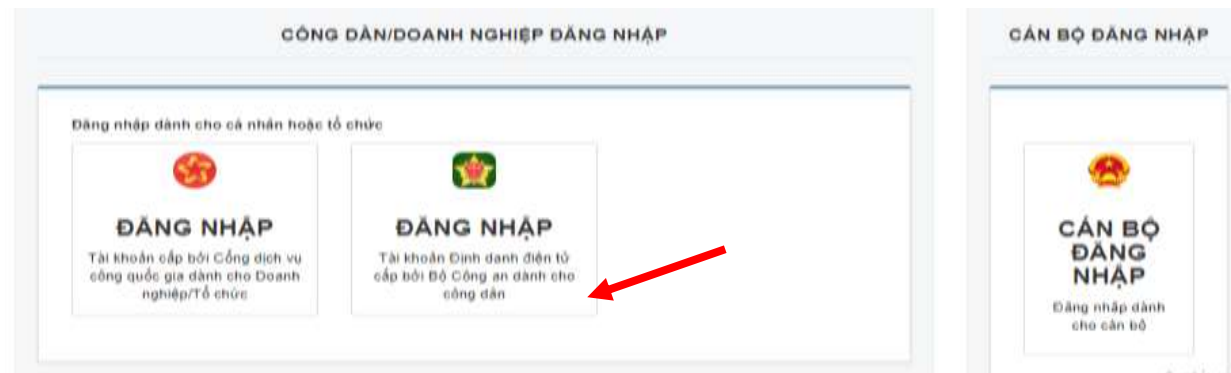 CÔNG DÂN/DOANH NGHIỆP ĐĂNG NHẬP
Đăng nhập dành cho cá nhân hoặc tổ chức
ĐĂNG NHẬP
Tài khoản cấp bởi Cổng dịch vụ
công quốc gia dành cho Doanh
nghiệp/Tổ chức
ĐĂNG NHẬP
Tài khoản Định danh điện tử
cấp bởi Bộ Công an dành cho
công dân
CÁN BỘ ĐĂNG NHẬP
CÁN BỘ
ĐĂNG
NHẬP
Đăng nhập dành
cho cán bộ